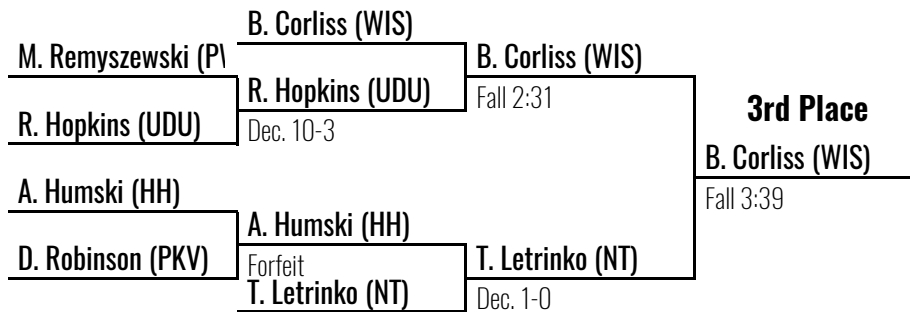 B. Corliss (WIS)
M. Remyszewski (P
B. Corliss (WIS)
R. Hopkins (UDU)
Fall 2:31
3rd Place
R. Hopkins (UDU)
Dec. 10-3
B. Corliss (WIS)
A. Humski (HH)
Fall 3:39
A. Humski (HH)
D. Robinson (PKV)
Forfeit
T. Letrinko (NT)
T. Letrinko (NT)
Dec. 1-0